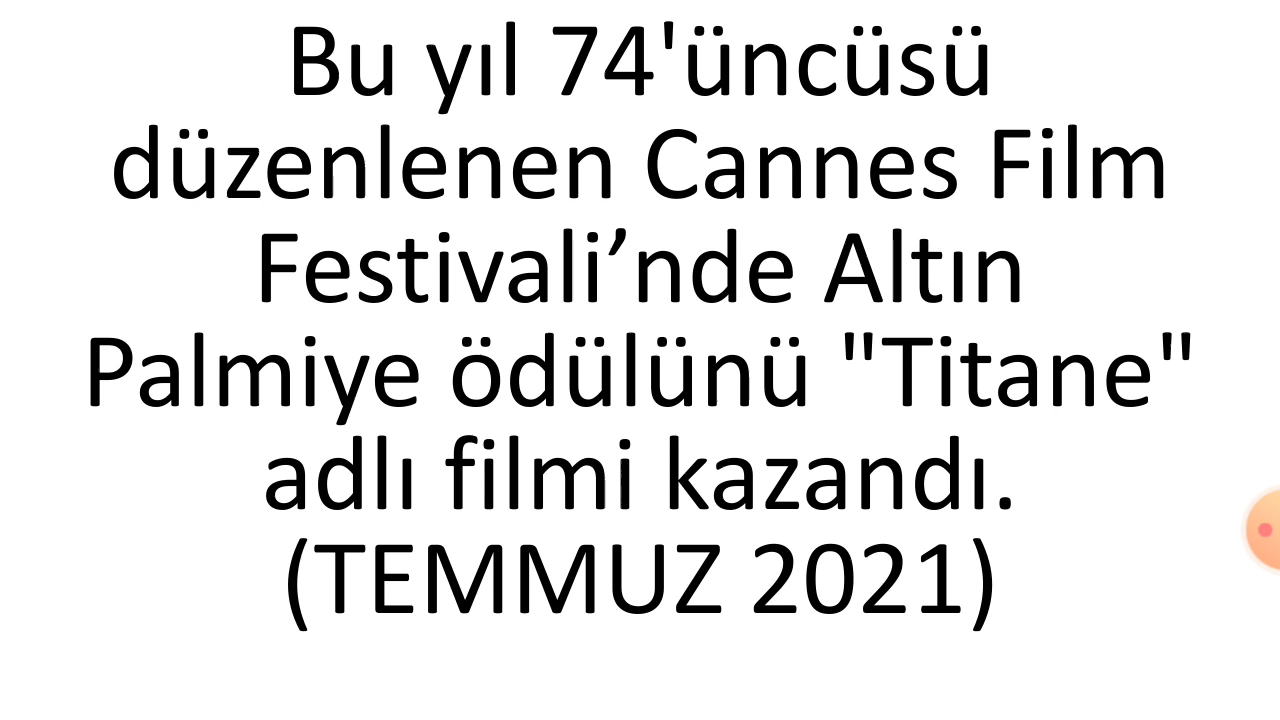 Bu yıl 74'üncüsü
düzenlenen Cannes Film
Festivali’nde Altın
Palmiye ödülünü "Titane"
adlı filmi kazandı.
(TEMMUZ 2021)